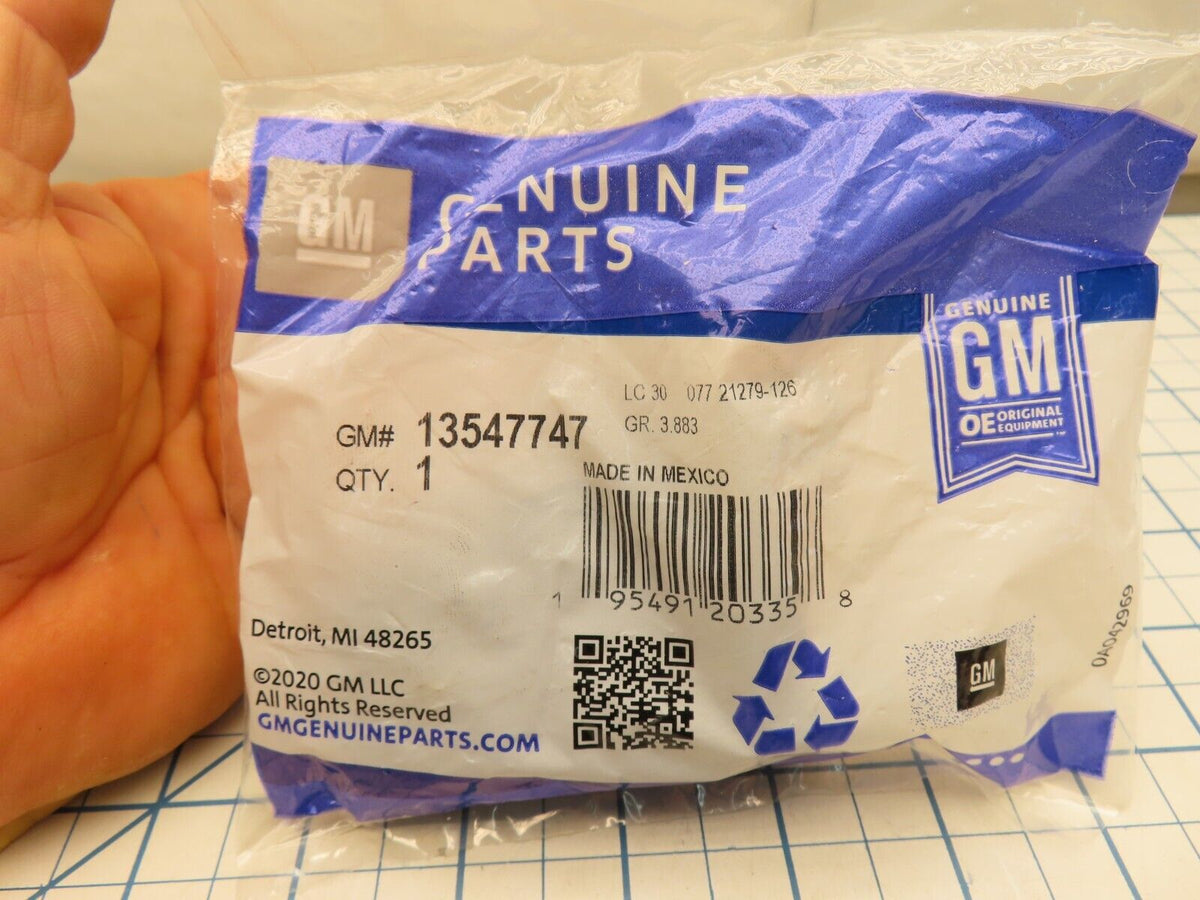 GM
GENUINE
PARTS
GENUINE
GM
OE ORIGINAL
EQUIPMENT
LC 30 077 21279-126
GM# 13547747
GR. 3.883
QTY. 1
MADE IN MEXICO
1 95491 20335 8
Detroit, MI 48265
©2020 GM LLC
All Rights Reserved
GMGENUINEPARTS.COM
GM
0A042969